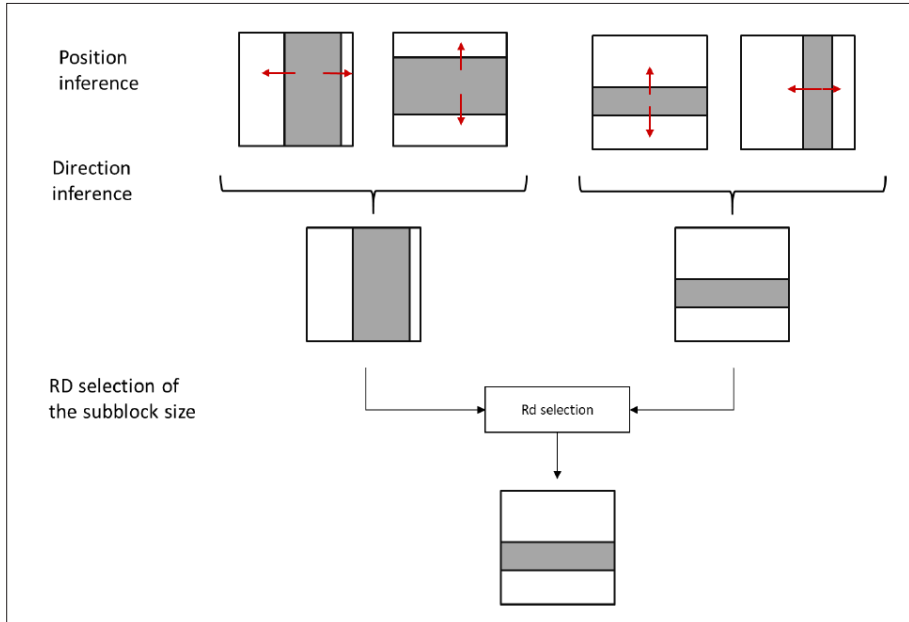 Position
inference
Direction
inference
RD selection of
the subblock size
Rd selection